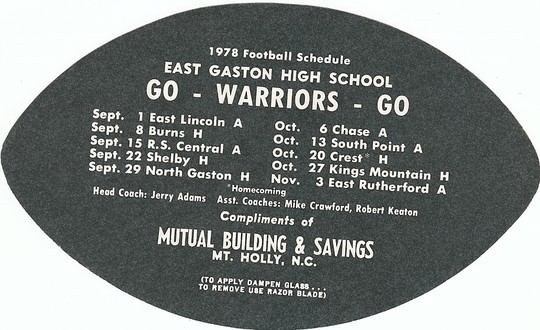 1978 Football Schedule
EAST GASTON HIGH SCHOOL
GO - WARRIORS - GO
Sept. 1 East Lincoln A
Sept. 8 Burns H
Sept. 15 R.S. Central A
Sept. 22 Shelby H
Sept. 29 North Gaston H
Oct. 6 Chase A
Oct. 13 South Point A
Oct. 20 Crest* H
Oct. 27 Kings Mountain H
Nov. 3 East Rutherford A
*Homecoming
Head Coach: Jerry Adams Asst. Coaches: Mike Crawford, Robert Keaton
Compliments of
MUTUAL BUILDING & SAVINGS
MT. HOLLY, N.C.
(TO APPLY DAMPEN GLASS...
TO REMOVE USE RAZOR BLADE)